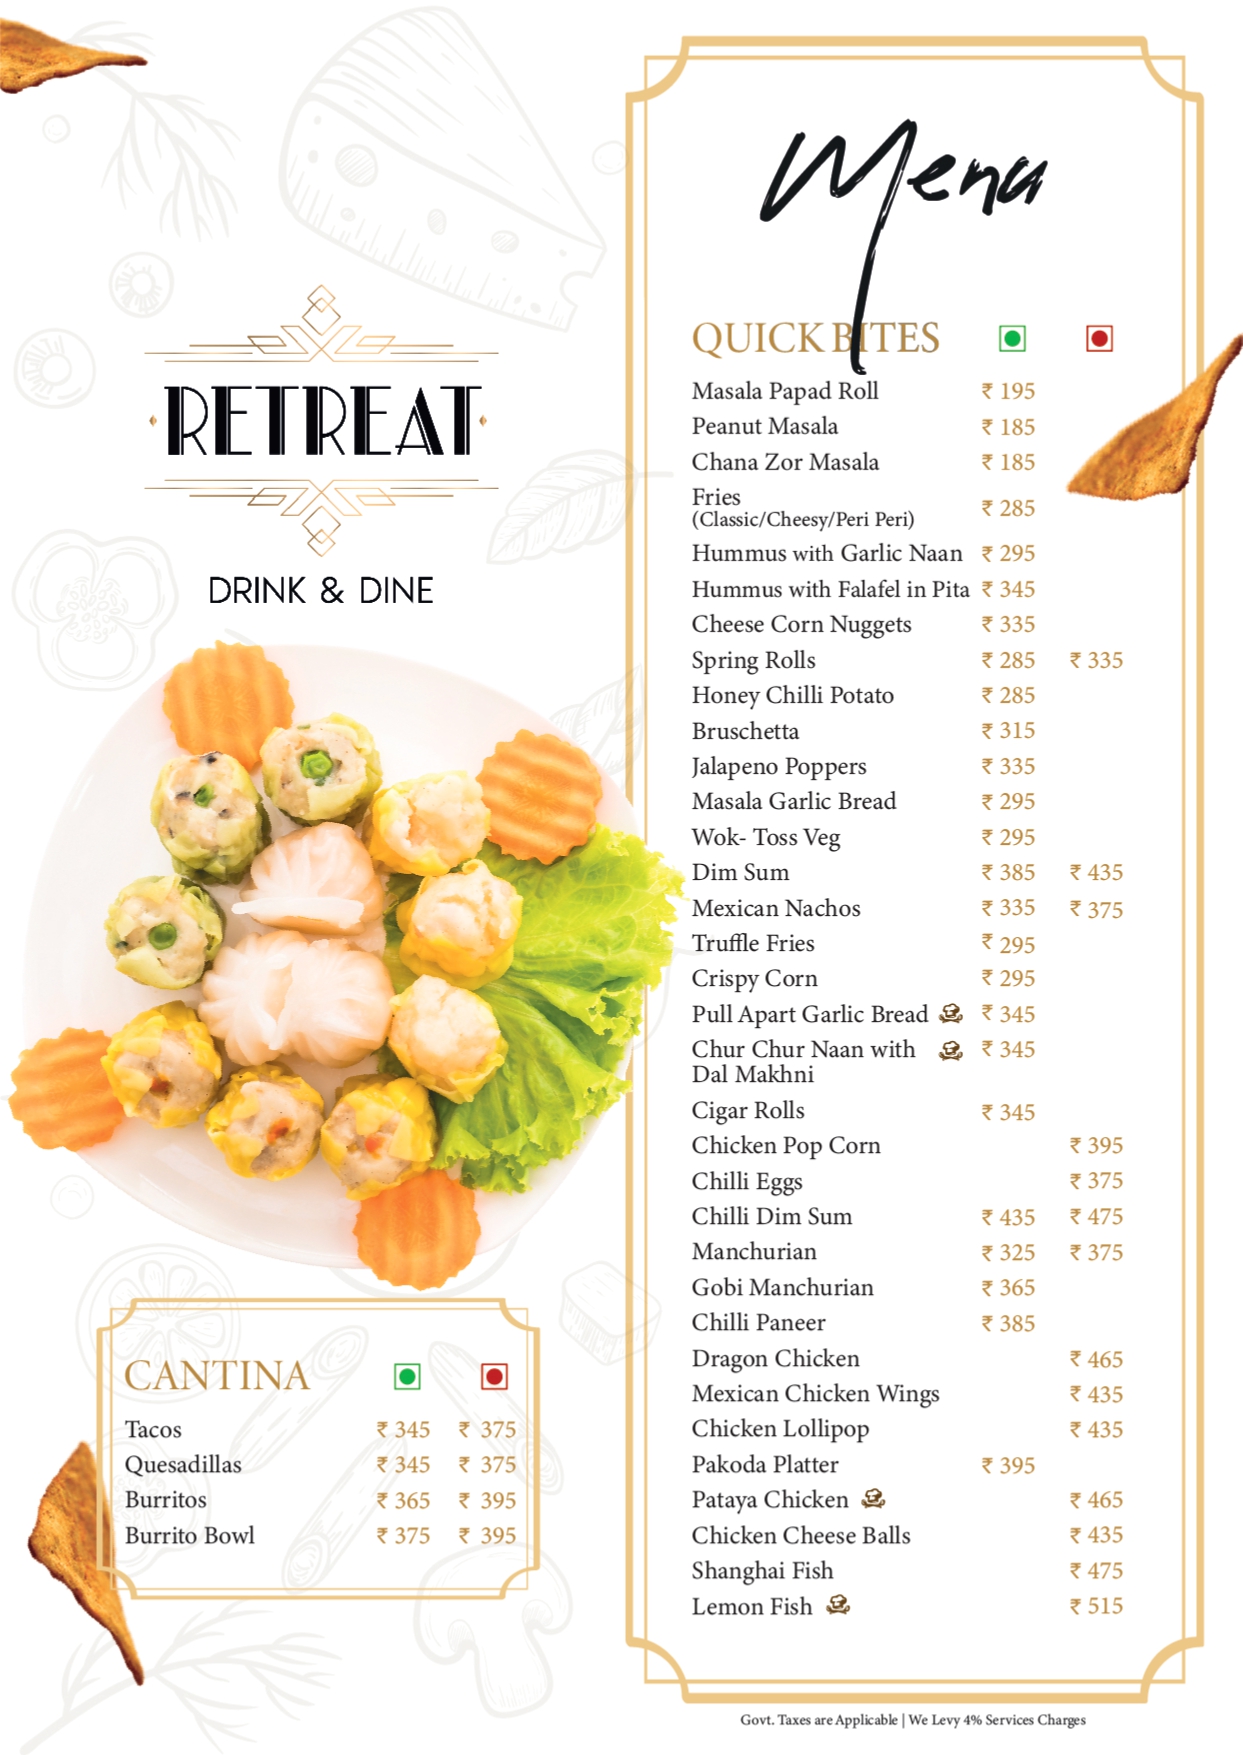 RETREAT
DRINK & DINE
CANTINA
Tacos ₹ 345 ₹ 375
Quesadillas ₹ 345 ₹ 375
Burritos ₹ 365 ₹ 395
Burrito Bowl ₹ 375 ₹ 395
Menu
QUICK BITES
Masala Papad Roll ₹ 195
Peanut Masala ₹ 185
Chana Zor Masala ₹ 185
Fries
(Classic/Cheesy/Peri Peri) ₹ 285
Hummus with Garlic Naan ₹ 295
Hummus with Falafel in Pita ₹ 345
Cheese Corn Nuggets ₹ 335
Spring Rolls ₹ 285 ₹ 335
Honey Chilli Potato ₹ 285
Bruschetta ₹ 315
Jalapeno Poppers ₹ 335
Masala Garlic Bread ₹ 295
Wok- Toss Veg ₹ 295
Dim Sum ₹ 385 ₹ 435
Mexican Nachos ₹ 335 ₹ 375
Truffle Fries ₹ 295
Crispy Corn ₹ 295
Pull Apart Garlic Bread ₹ 345
Chur Chur Naan with ₹ 345
Dal Makhni
Cigar Rolls ₹ 345
Chicken Pop Corn ₹ 395
Chilli Eggs ₹ 375
Chilli Dim Sum ₹ 435 ₹ 475
Manchurian ₹ 325 ₹ 375
Gobi Manchurian ₹ 365
Chilli Paneer ₹ 385
Dragon Chicken ₹ 465
Mexican Chicken Wings ₹ 435
Chicken Lollipop ₹ 435
Pakoda Platter ₹ 395
Pataya Chicken ₹ 465
Chicken Cheese Balls ₹ 435
Shanghai Fish ₹ 475
Lemon Fish ₹ 515
Govt. Taxes are Applicable | We Levy 4% Services Charges